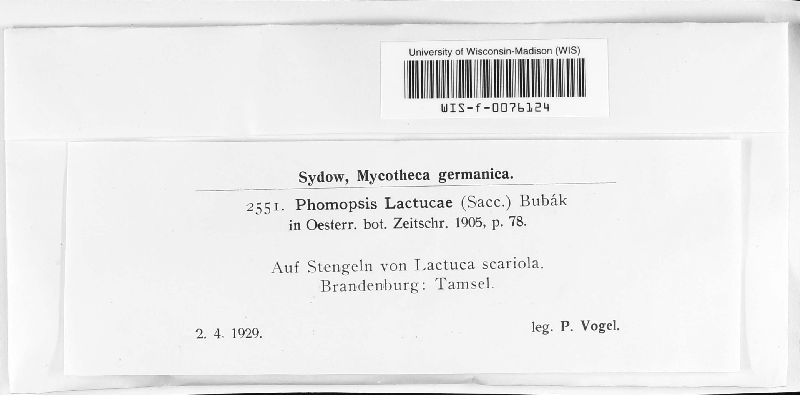 University of Wisconsin-Madison (WIS)
WIS-f-0076124
Sydow, Mycotheca germanica.
2551. Phomopsis Lactucae (Sacc.) Bubák
in Oesterr. bot. Zeitschr. 1905, p. 78.
Auf Stengeln von Lactuca scariola.
Brandenburg: Tamsel.
2. 4. 1929.
leg. P. Vogel.